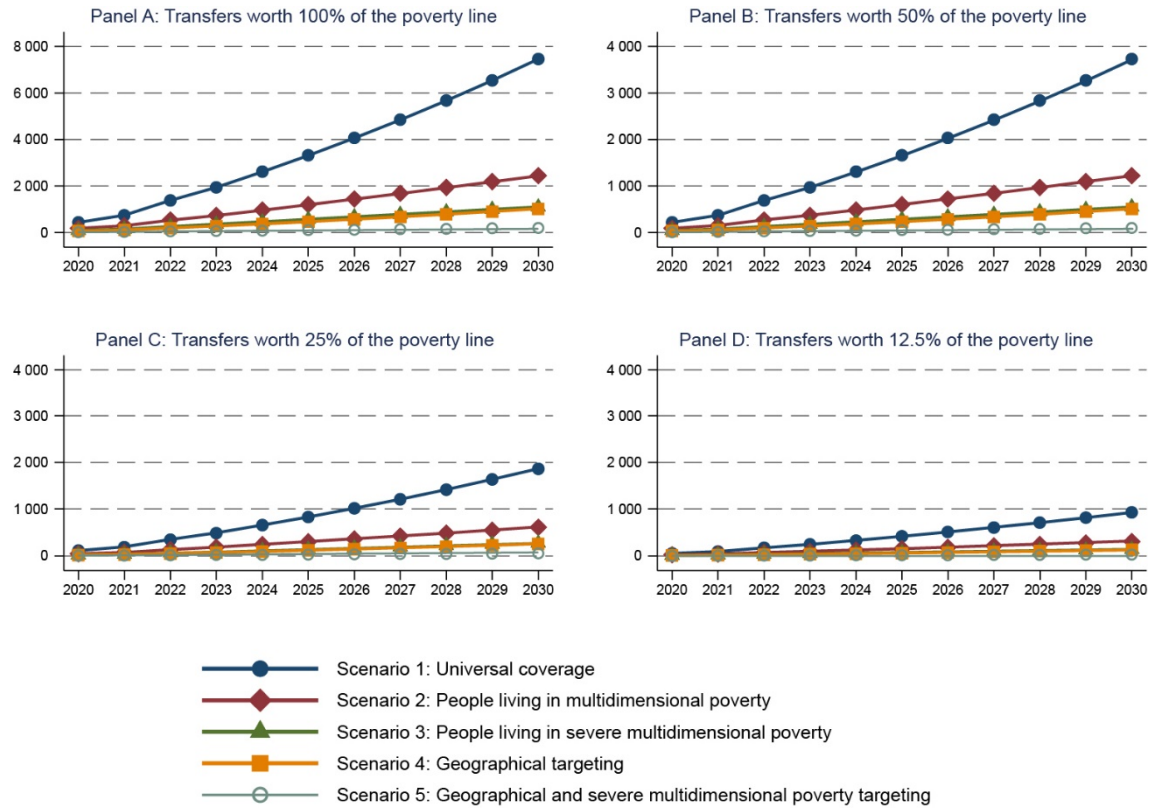 Panel A: Transfers worth 100% of the poverty line
8 000
6 000
4 000
2 000
0
2020 2021 2022 2023 2024 2025 2026 2027 2028 2029 2030
Panel B: Transfers worth 50% of the poverty line
4 000
3 000
2 000
1 000
0
2020 2021 2022 2023 2024 2025 2026 2027 2028 2029 2030
Panel C: Transfers worth 25% of the poverty line
4 000
3 000
2 000
1 000
0
2020 2021 2022 2023 2024 2025 2026 2027 2028 2029 2030
Panel D: Transfers worth 12.5% of the poverty line
4 000
3 000
2 000
1 000
0
2020 2021 2022 2023 2024 2025 2026 2027 2028 2029 2030
Scenario 1: Universal coverage
Scenario 2: People living in multidimensional poverty
Scenario 3: People living in severe multidimensional poverty
Scenario 4: Geographical targeting
Scenario 5: Geographical and severe multidimensional poverty targeting